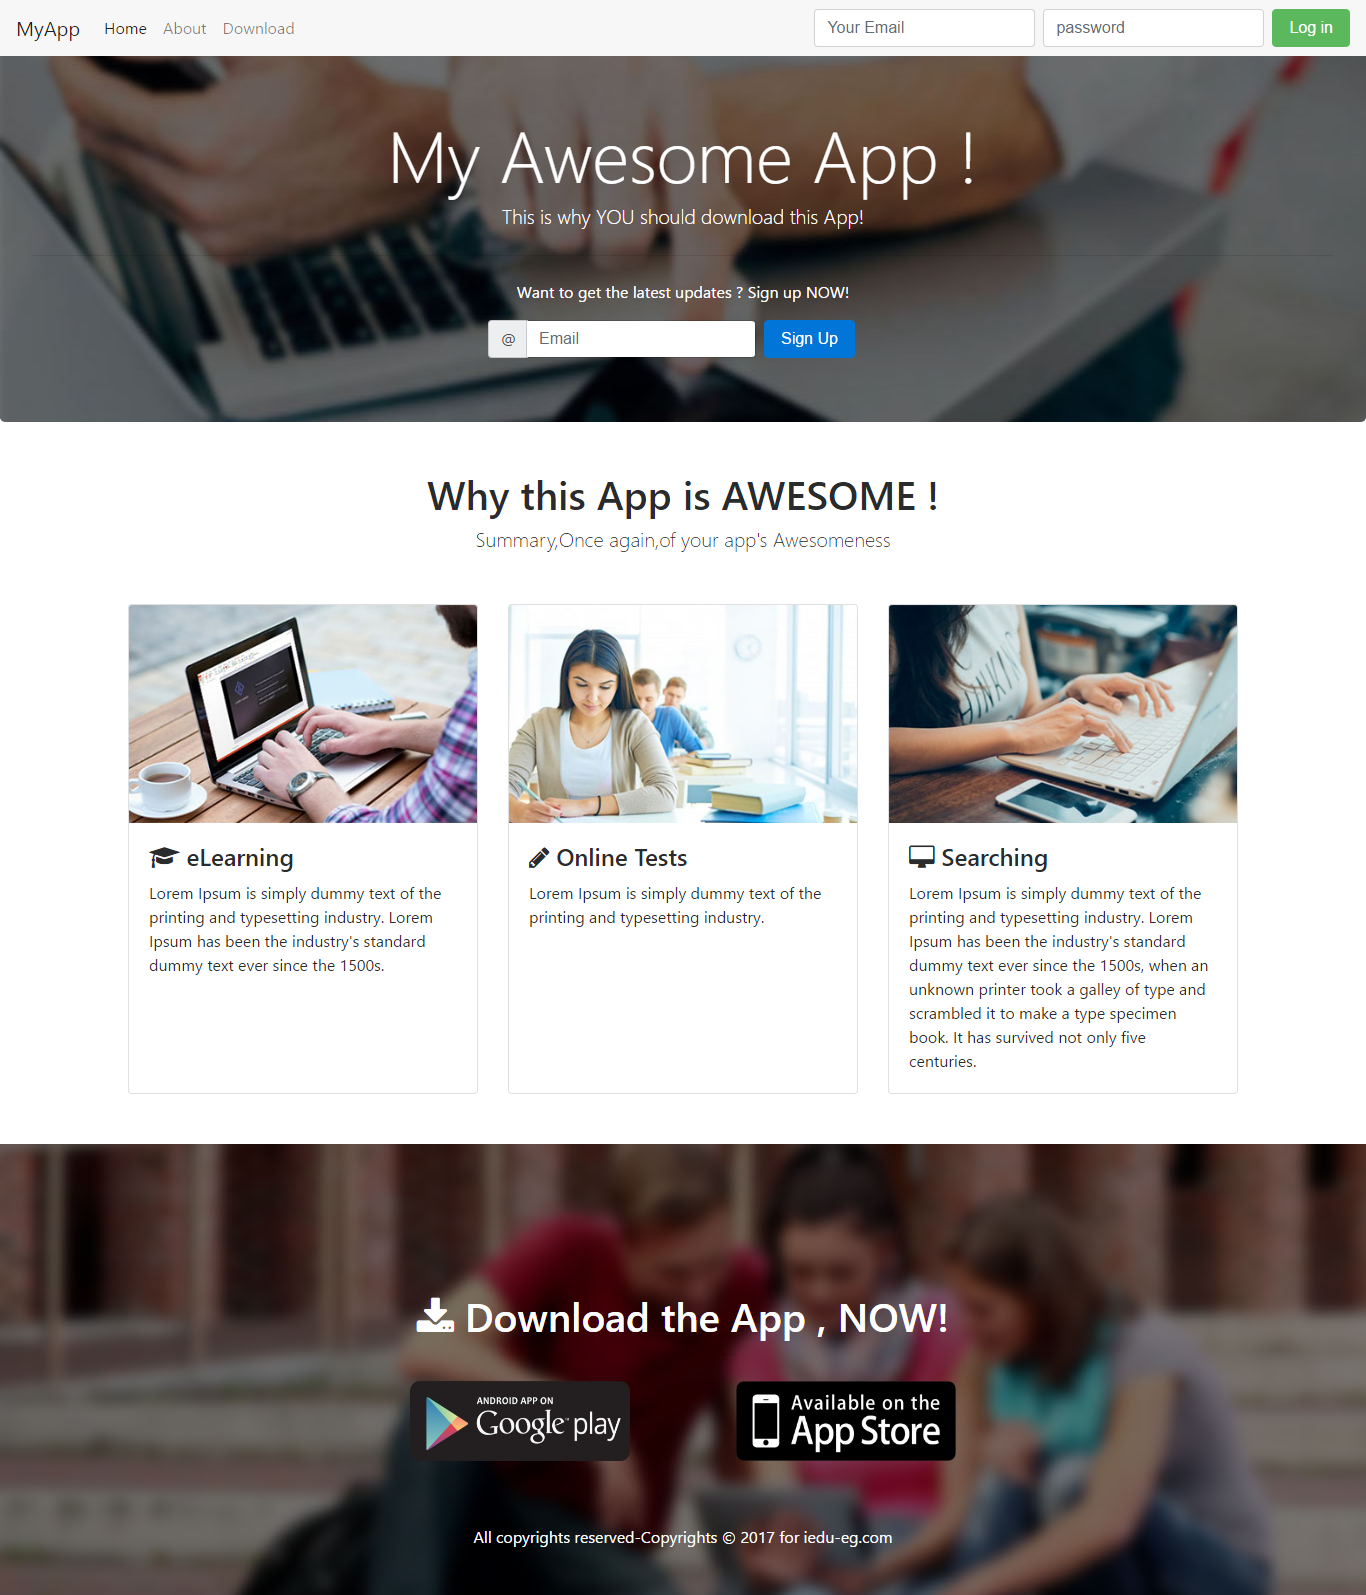 MyApp Home About Download Your Email password Log in
My Awesome App !
This is why YOU should download this App!
Want to get the latest updates ? Sign up NOW!
@ Email Sign Up
Why this App is AWESOME !
Summary,Once again,of your app's Awesomeness
eLearning
Lorem Ipsum is simply dummy text of the
printing and typesetting industry. Lorem
Ipsum has been the industry's standard
dummy text ever since the 1500s.
Online Tests
Lorem Ipsum is simply dummy text of the
printing and typesetting industry.
Searching
Lorem Ipsum is simply dummy text of the
printing and typesetting industry. Lorem
Ipsum has been the industry's standard
dummy text ever since the 1500s, when an
unknown printer took a galley of type and
scrambled it to make a type specimen
book. It has survived not only five
centuries.
Download the App , NOW!
ANDROID APP ON
Google play
Available on the
App Store
All copyrights reserved-Copyrights © 2017 for iedu-eg.com